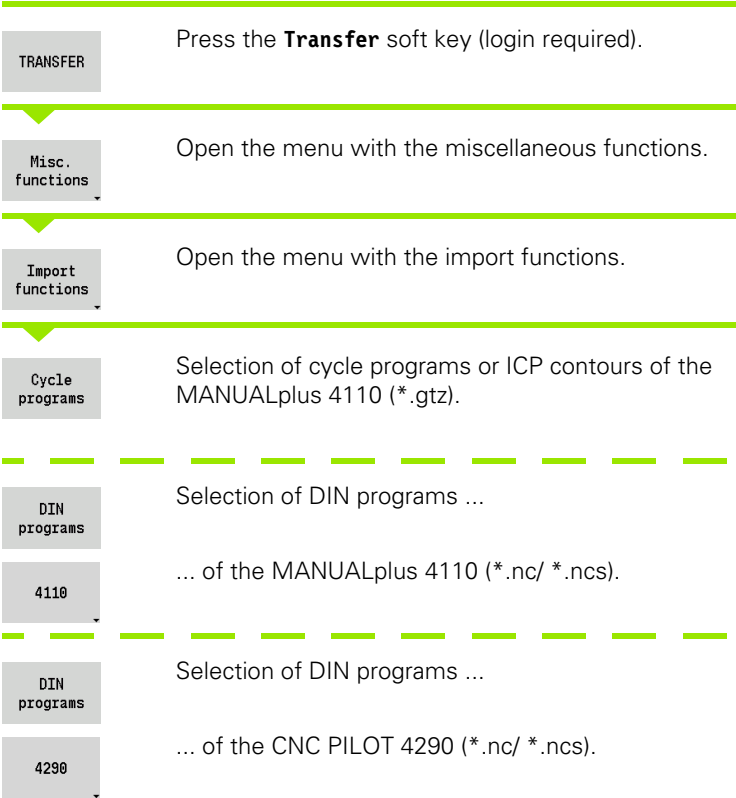 TRANSFER
Press the Transfer soft key (login required).
Misc.
functions
Open the menu with the miscellaneous functions.
Import
functions
Open the menu with the import functions.
Cycle
programs
Selection of cycle programs or ICP contours of the
MANUALplus 4110 (*.gtz).
DIN
programs
Selection of DIN programs ...
4110
... of the MANUALplus 4110 (*.nc/ *.ncs).
DIN
programs
Selection of DIN programs ...
4290
... of the CNC PILOT 4290 (*.nc/ *.ncs).